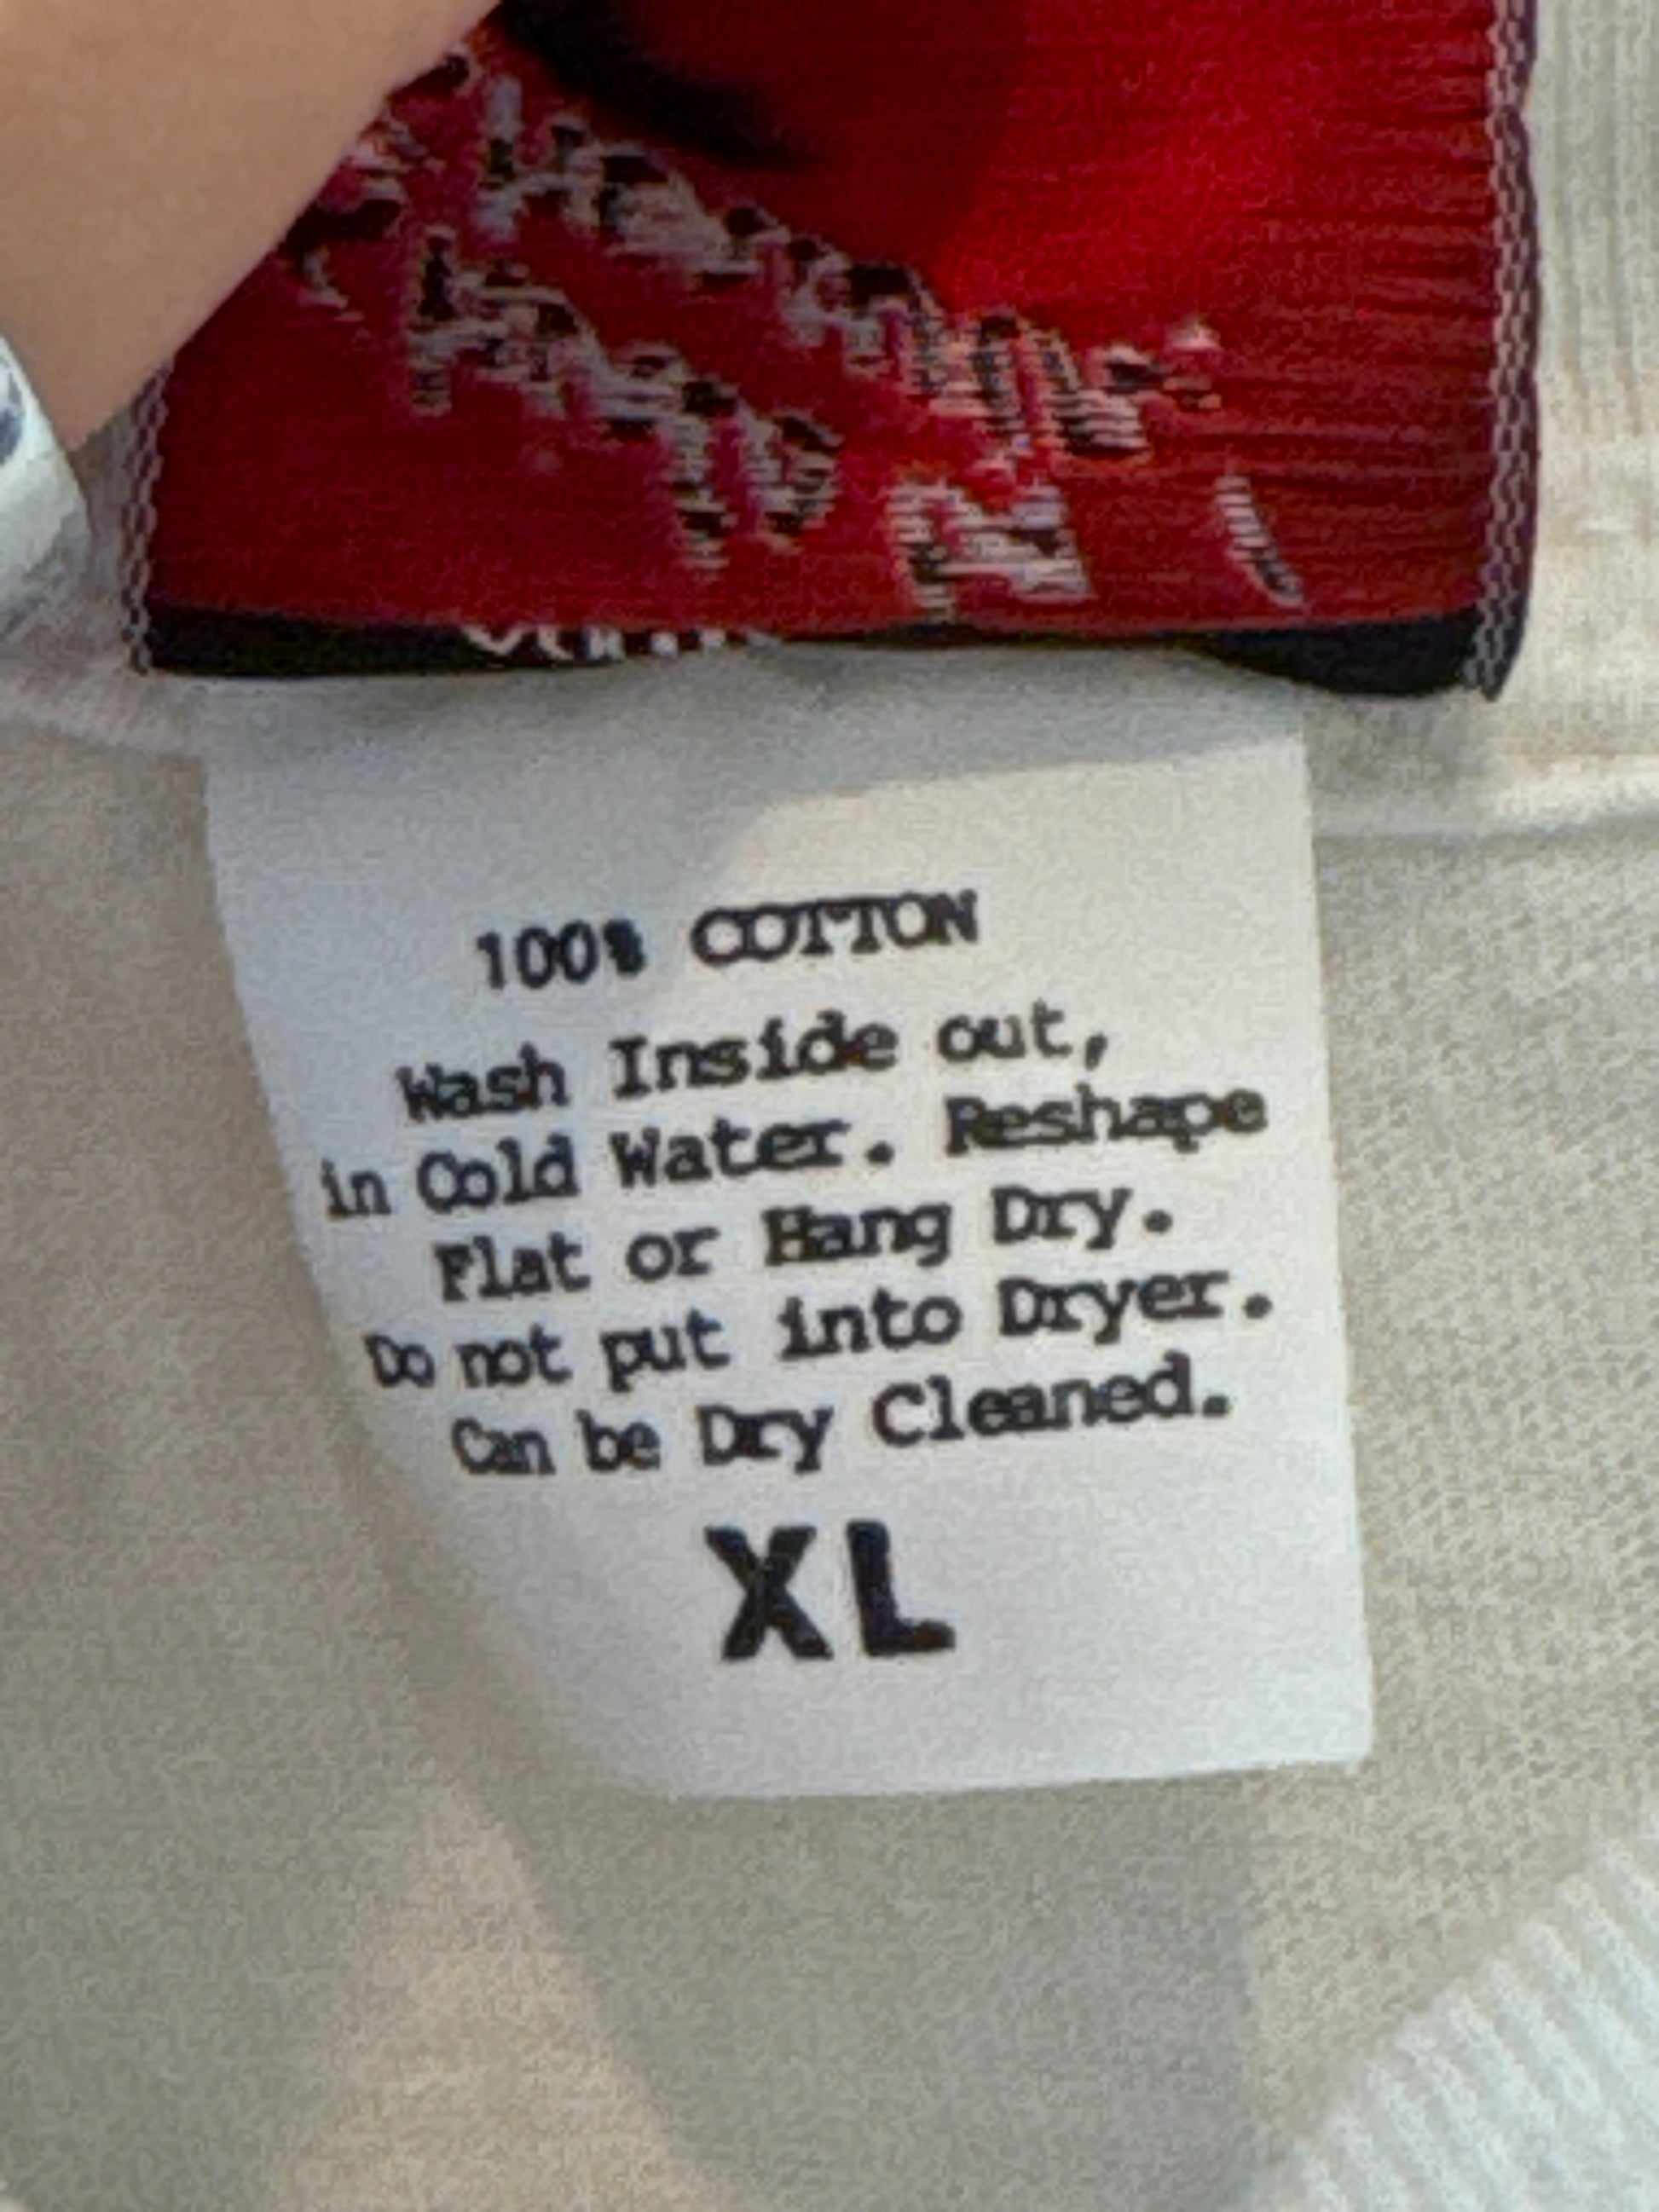 100% COTTON
Wash Inside out,
in Cold Water. Reshape
Flat or Hang Dry.
Do not put into Dryer.
Can be Dry Cleaned.
XL